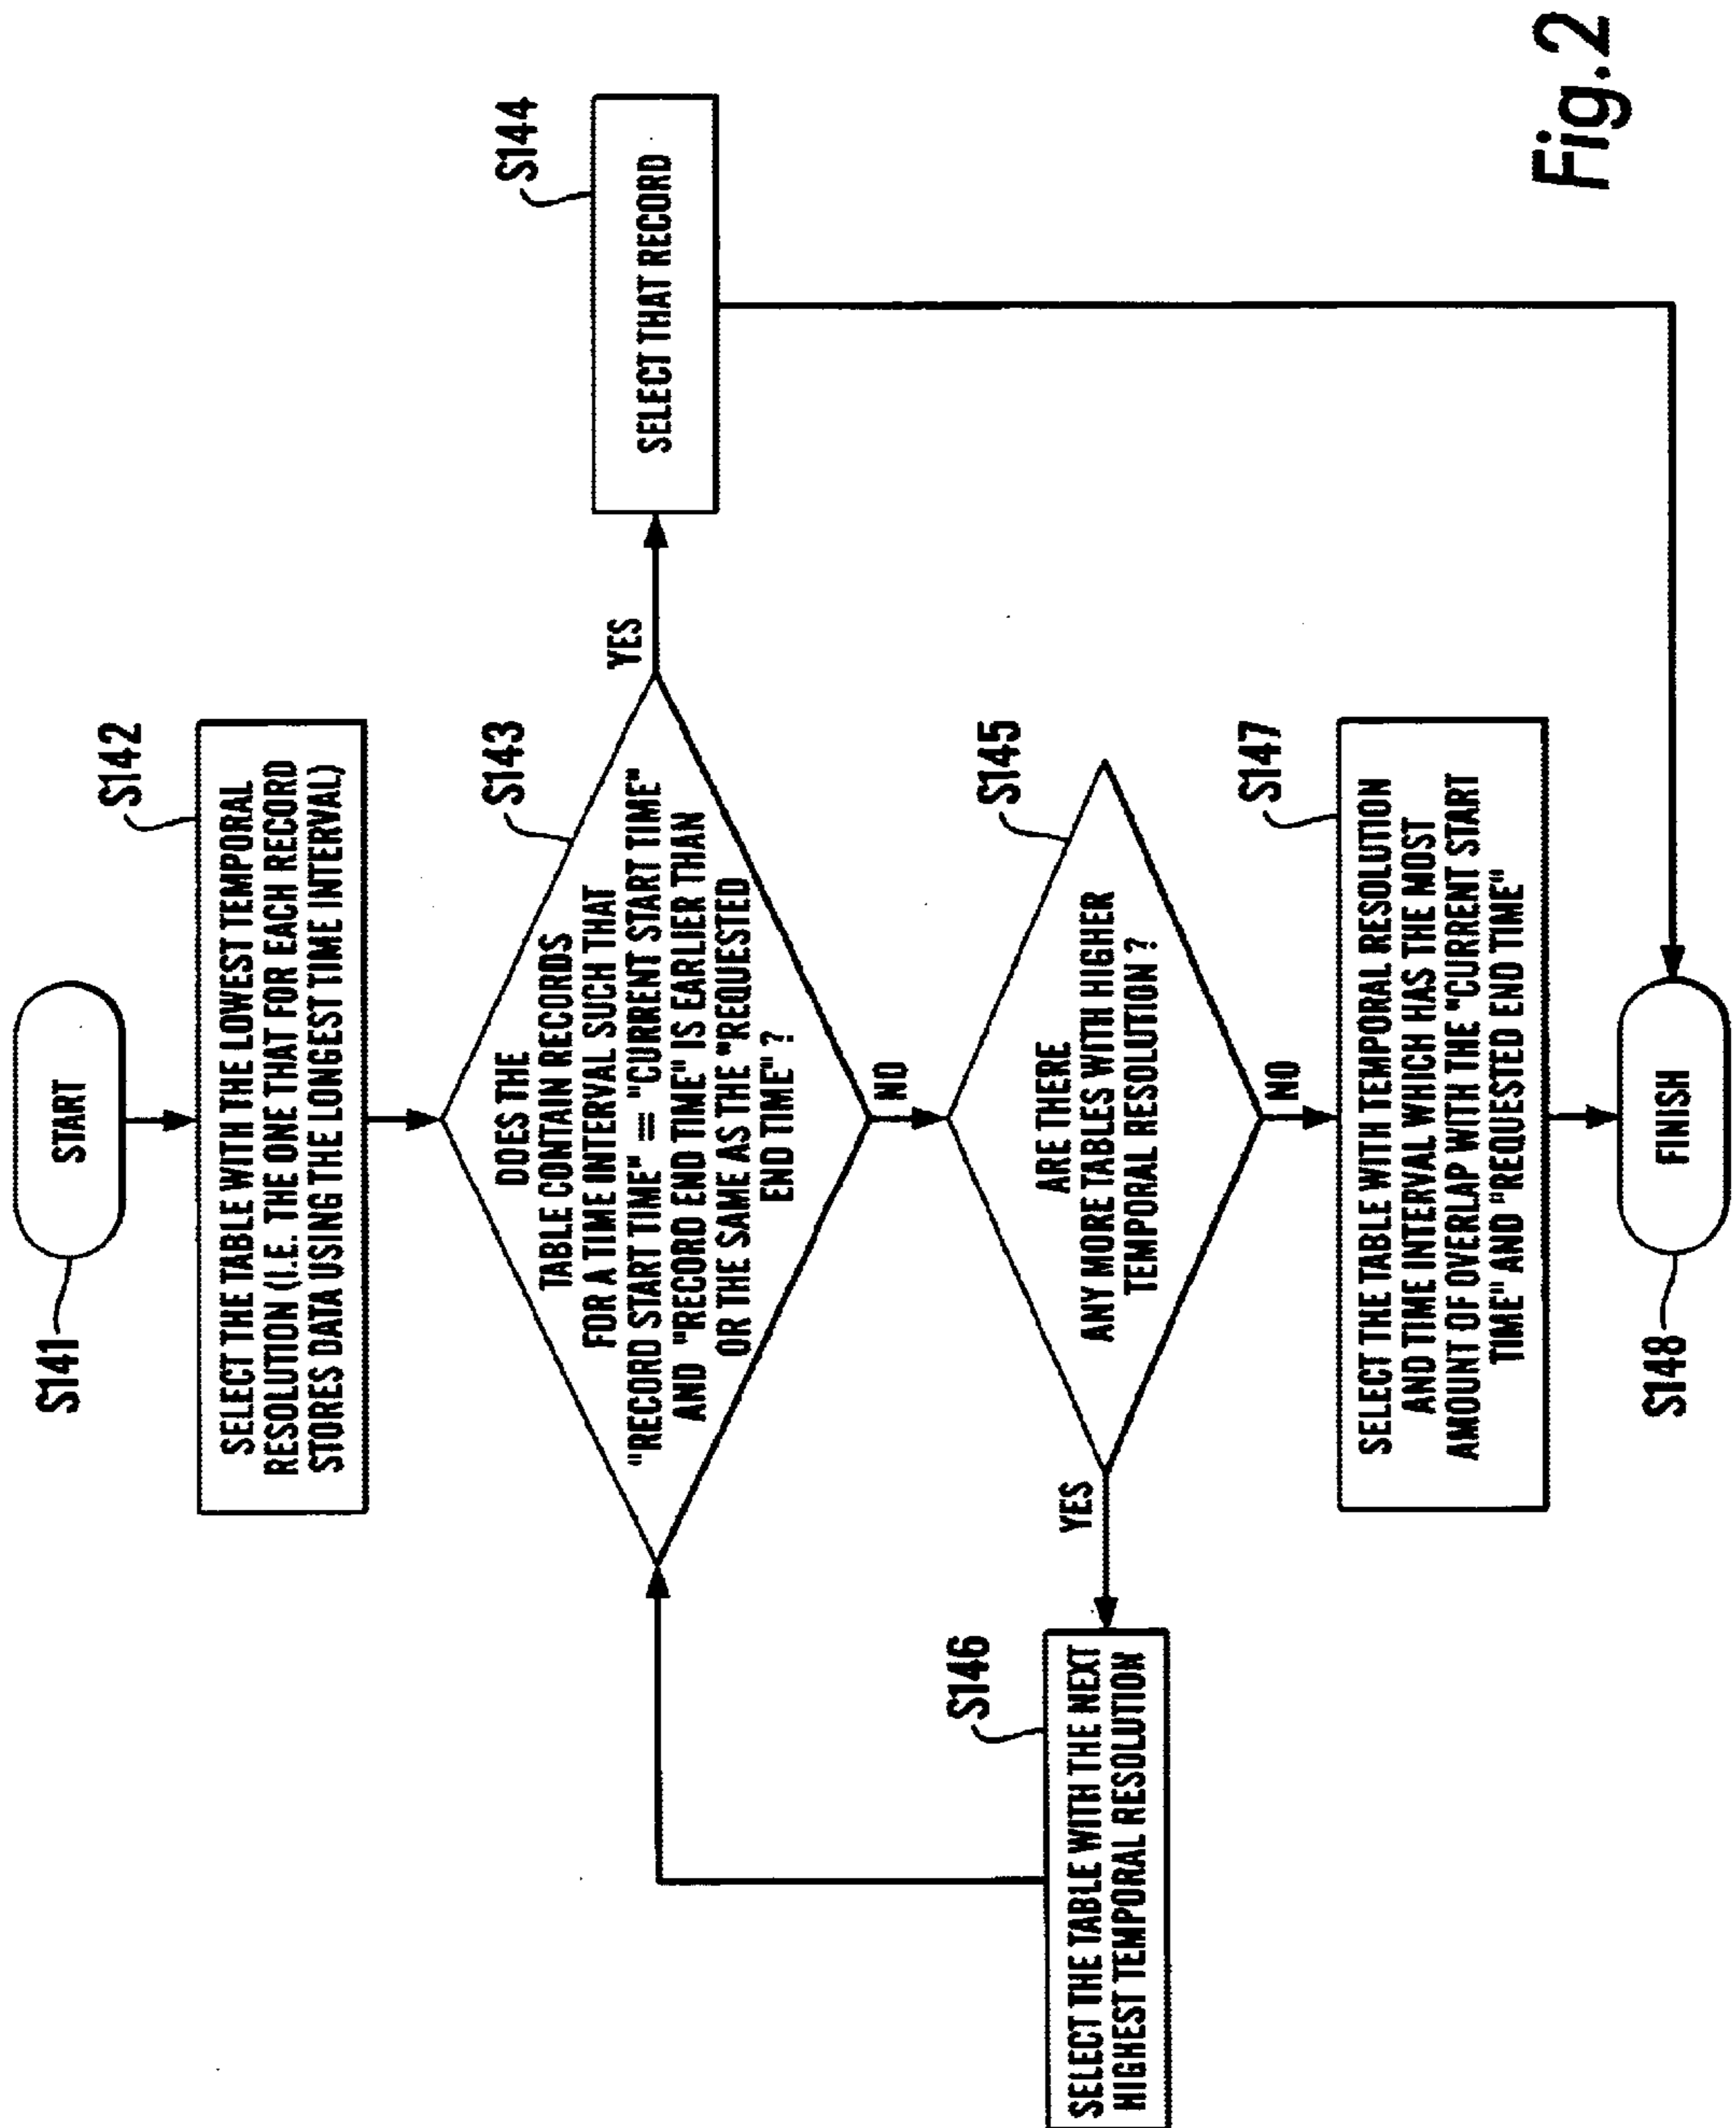 START
S141
S142
SELECT THE TABLE WITH THE LOWEST TEMPORAL
RESOLUTION (I.E. THE ONE THAT FOR EACH RECORD
STORES DATA USING THE LONGEST TIME INTERVAL)
S143
DOES THE
TABLE CONTAIN RECORDS
FOR A TIME INTERVAL SUCH THAT
"RECORD START TIME" == "CURRENT START TIME"
AND "RECORD END TIME" IS EARLIER THAN
OR THE SAME AS THE "REQUESTED
END TIME"?
YES
S144
SELECT THAT RECORD
NO
S145
ARE THERE
ANY MORE TABLES WITH HIGHER
TEMPORAL RESOLUTION ?
YES
S146
SELECT THE TABLE WITH THE NEXT
HIGHEST TEMPORAL RESOLUTION
NO
S147
SELECT THE TABLE WITH TEMPORAL RESOLUTION
AND TIME INTERVAL WHICH HAS THE MOST
AMOUNT OF OVERLAP WITH THE "CURRENT START
TIME" AND "REQUESTED END TIME"
FINISH
S148
Fig.2